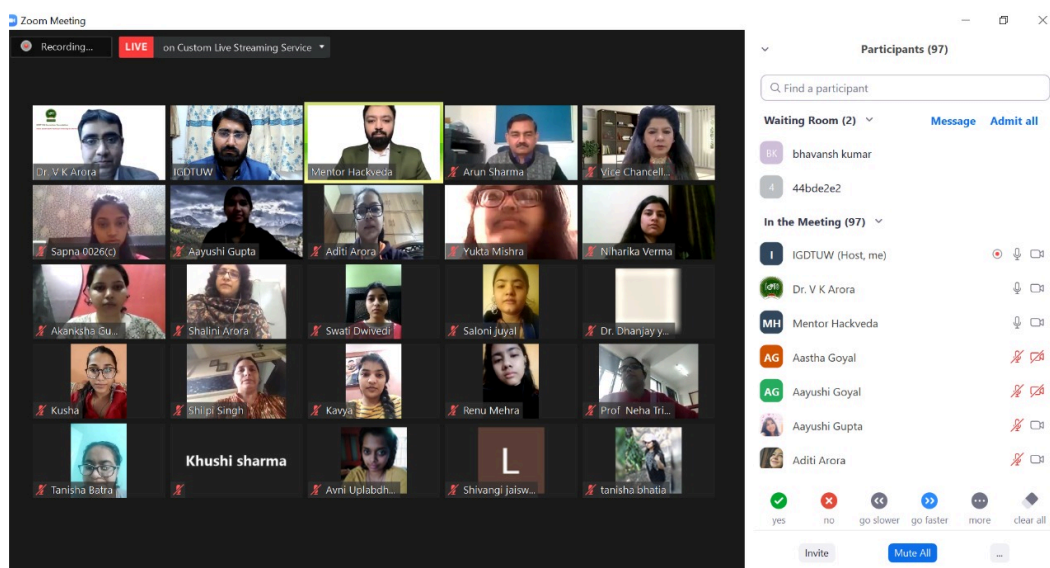 Zoom Meeting
Recording...
LIVE on Custom Live Streaming Service
Dr. V K Arora
IGDTUW
Mentor Hackveda
Arun Sharma
Vice Chancell...
Sapna 0026(c)
Aayushi Gupta
Aditi Arora
Yukta Mishra
Niharika Verma
Akanksha Gu...
Shalini Arora
Swati Dwivedi
Saloni juyal
Dr. Dhanjay y...
Kusha
Shilpi Singh
Kavya
Renu Mehra
Prof Neha Tri...
Tanisha Batra
Khushi sharma
Avni Uplabdh...
L
Shivangi jaisw...
tanisha bhatia
Participants (97)
Find a participant
Waiting Room (2) Message Admit all
BK bhavansh kumar
4 44bde2e2
In the Meeting (97)
I IGDTUW (Host, me)
Dr. V K Arora
MH Mentor Hackveda
AG Aastha Goyal
AG Aayushi Goyal
Aayushi Gupta
Aditi Arora
yes no go slower go faster more clear all
Invite Mute All ...